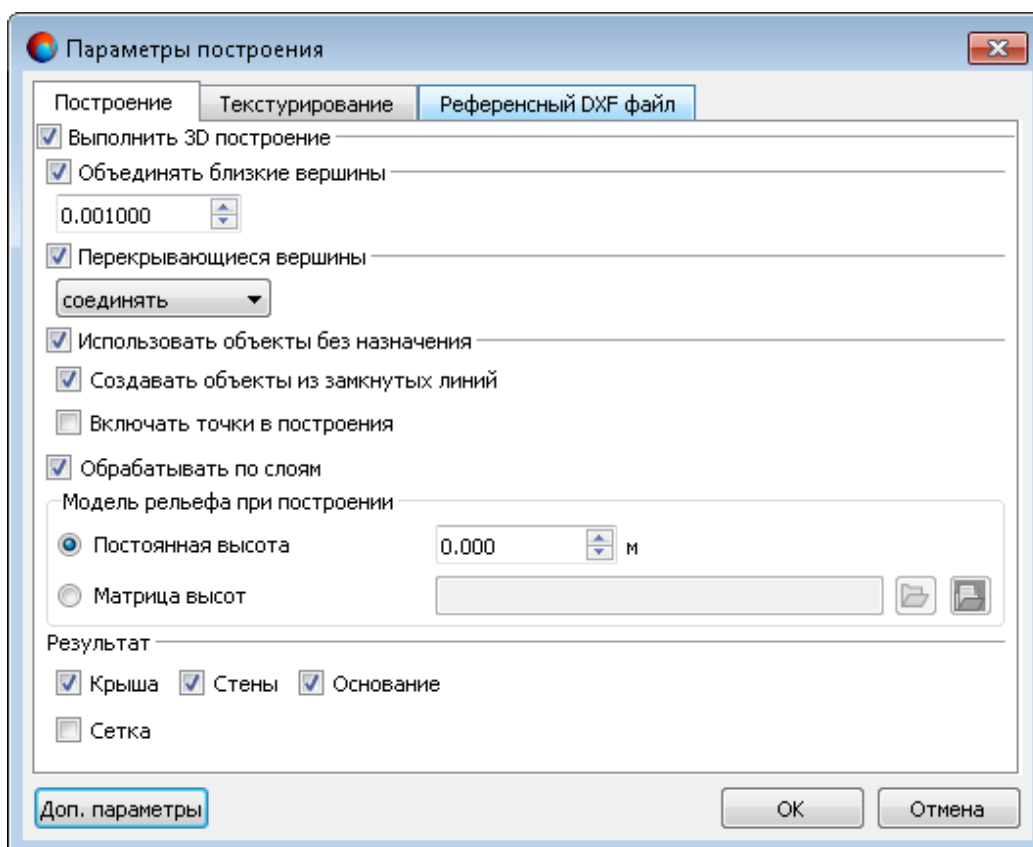 Параметры построения
Построение Текстурирование Референсный DXF файл
Выполнить 3D построение
Объединять близкие вершины
0.001000
Перекрывающиеся вершины
соединять
Использовать объекты без назначения
Создавать объекты из замкнутых линий
Включать точки в построения
Обрабатывать по слоям
Модель рельефа при построении
Постоянная высота 0.000 м
Матрица высот
Результат
Крыша Стены Основание
Сетка
Доп. параметры OK Отмена